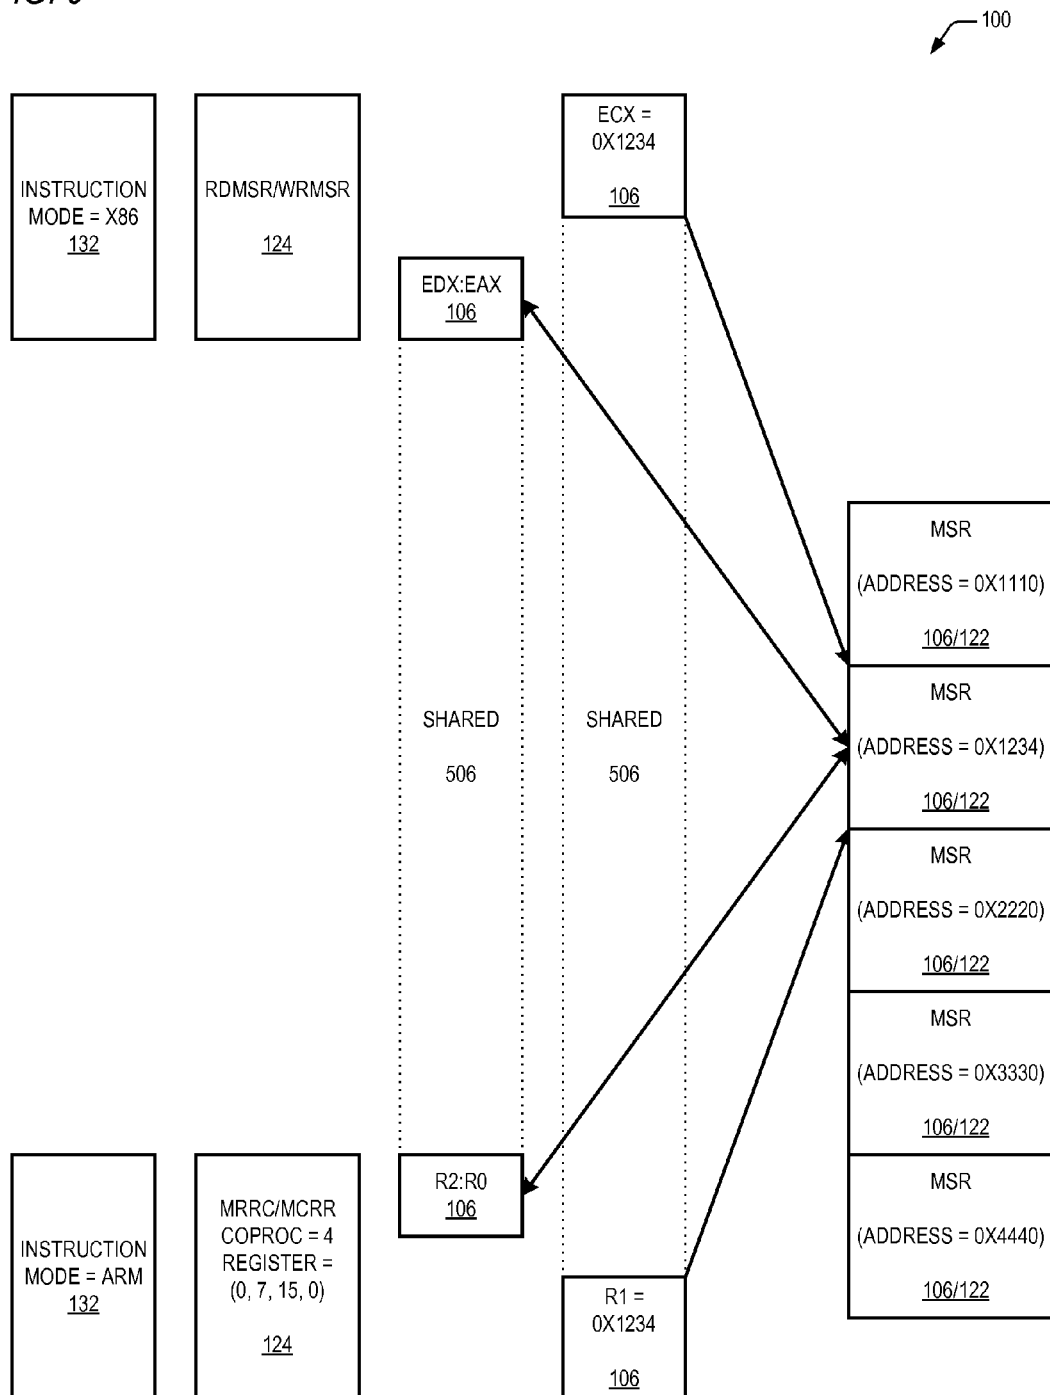 100
INSTRUCTION
MODE = X86
132
RDMSR/WRMSR
124
ECX =
0X1234
106
EDX:EAX
106
SHARED
506
SHARED
506
MSR
(ADDRESS = 0X1110)
106/122
MSR
(ADDRESS = 0X1234)
106/122
MSR
(ADDRESS = 0X2220)
106/122
MSR
(ADDRESS = 0X3330)
106/122
MSR
(ADDRESS = 0X4440)
106/122
INSTRUCTION
MODE = ARM
132
MRRC/MCRR
COPROC = 4
REGISTER =
(0, 7, 15, 0)
124
R2:R0
106
R1 =
0X1234
106